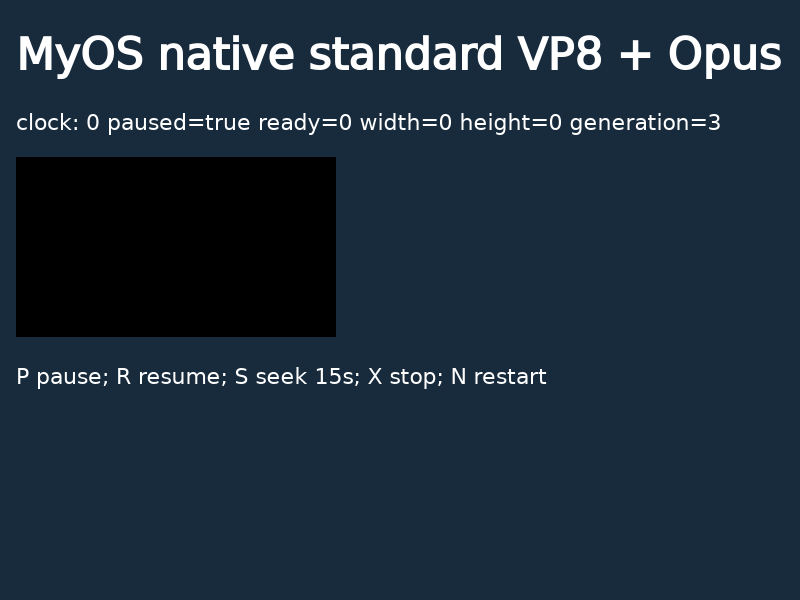 MyOS native standard VP8 + Opus
clock: 0 paused=true ready=0 width=0 height=0 generation=3
P pause; R resume; S seek 15s; X stop; N restart